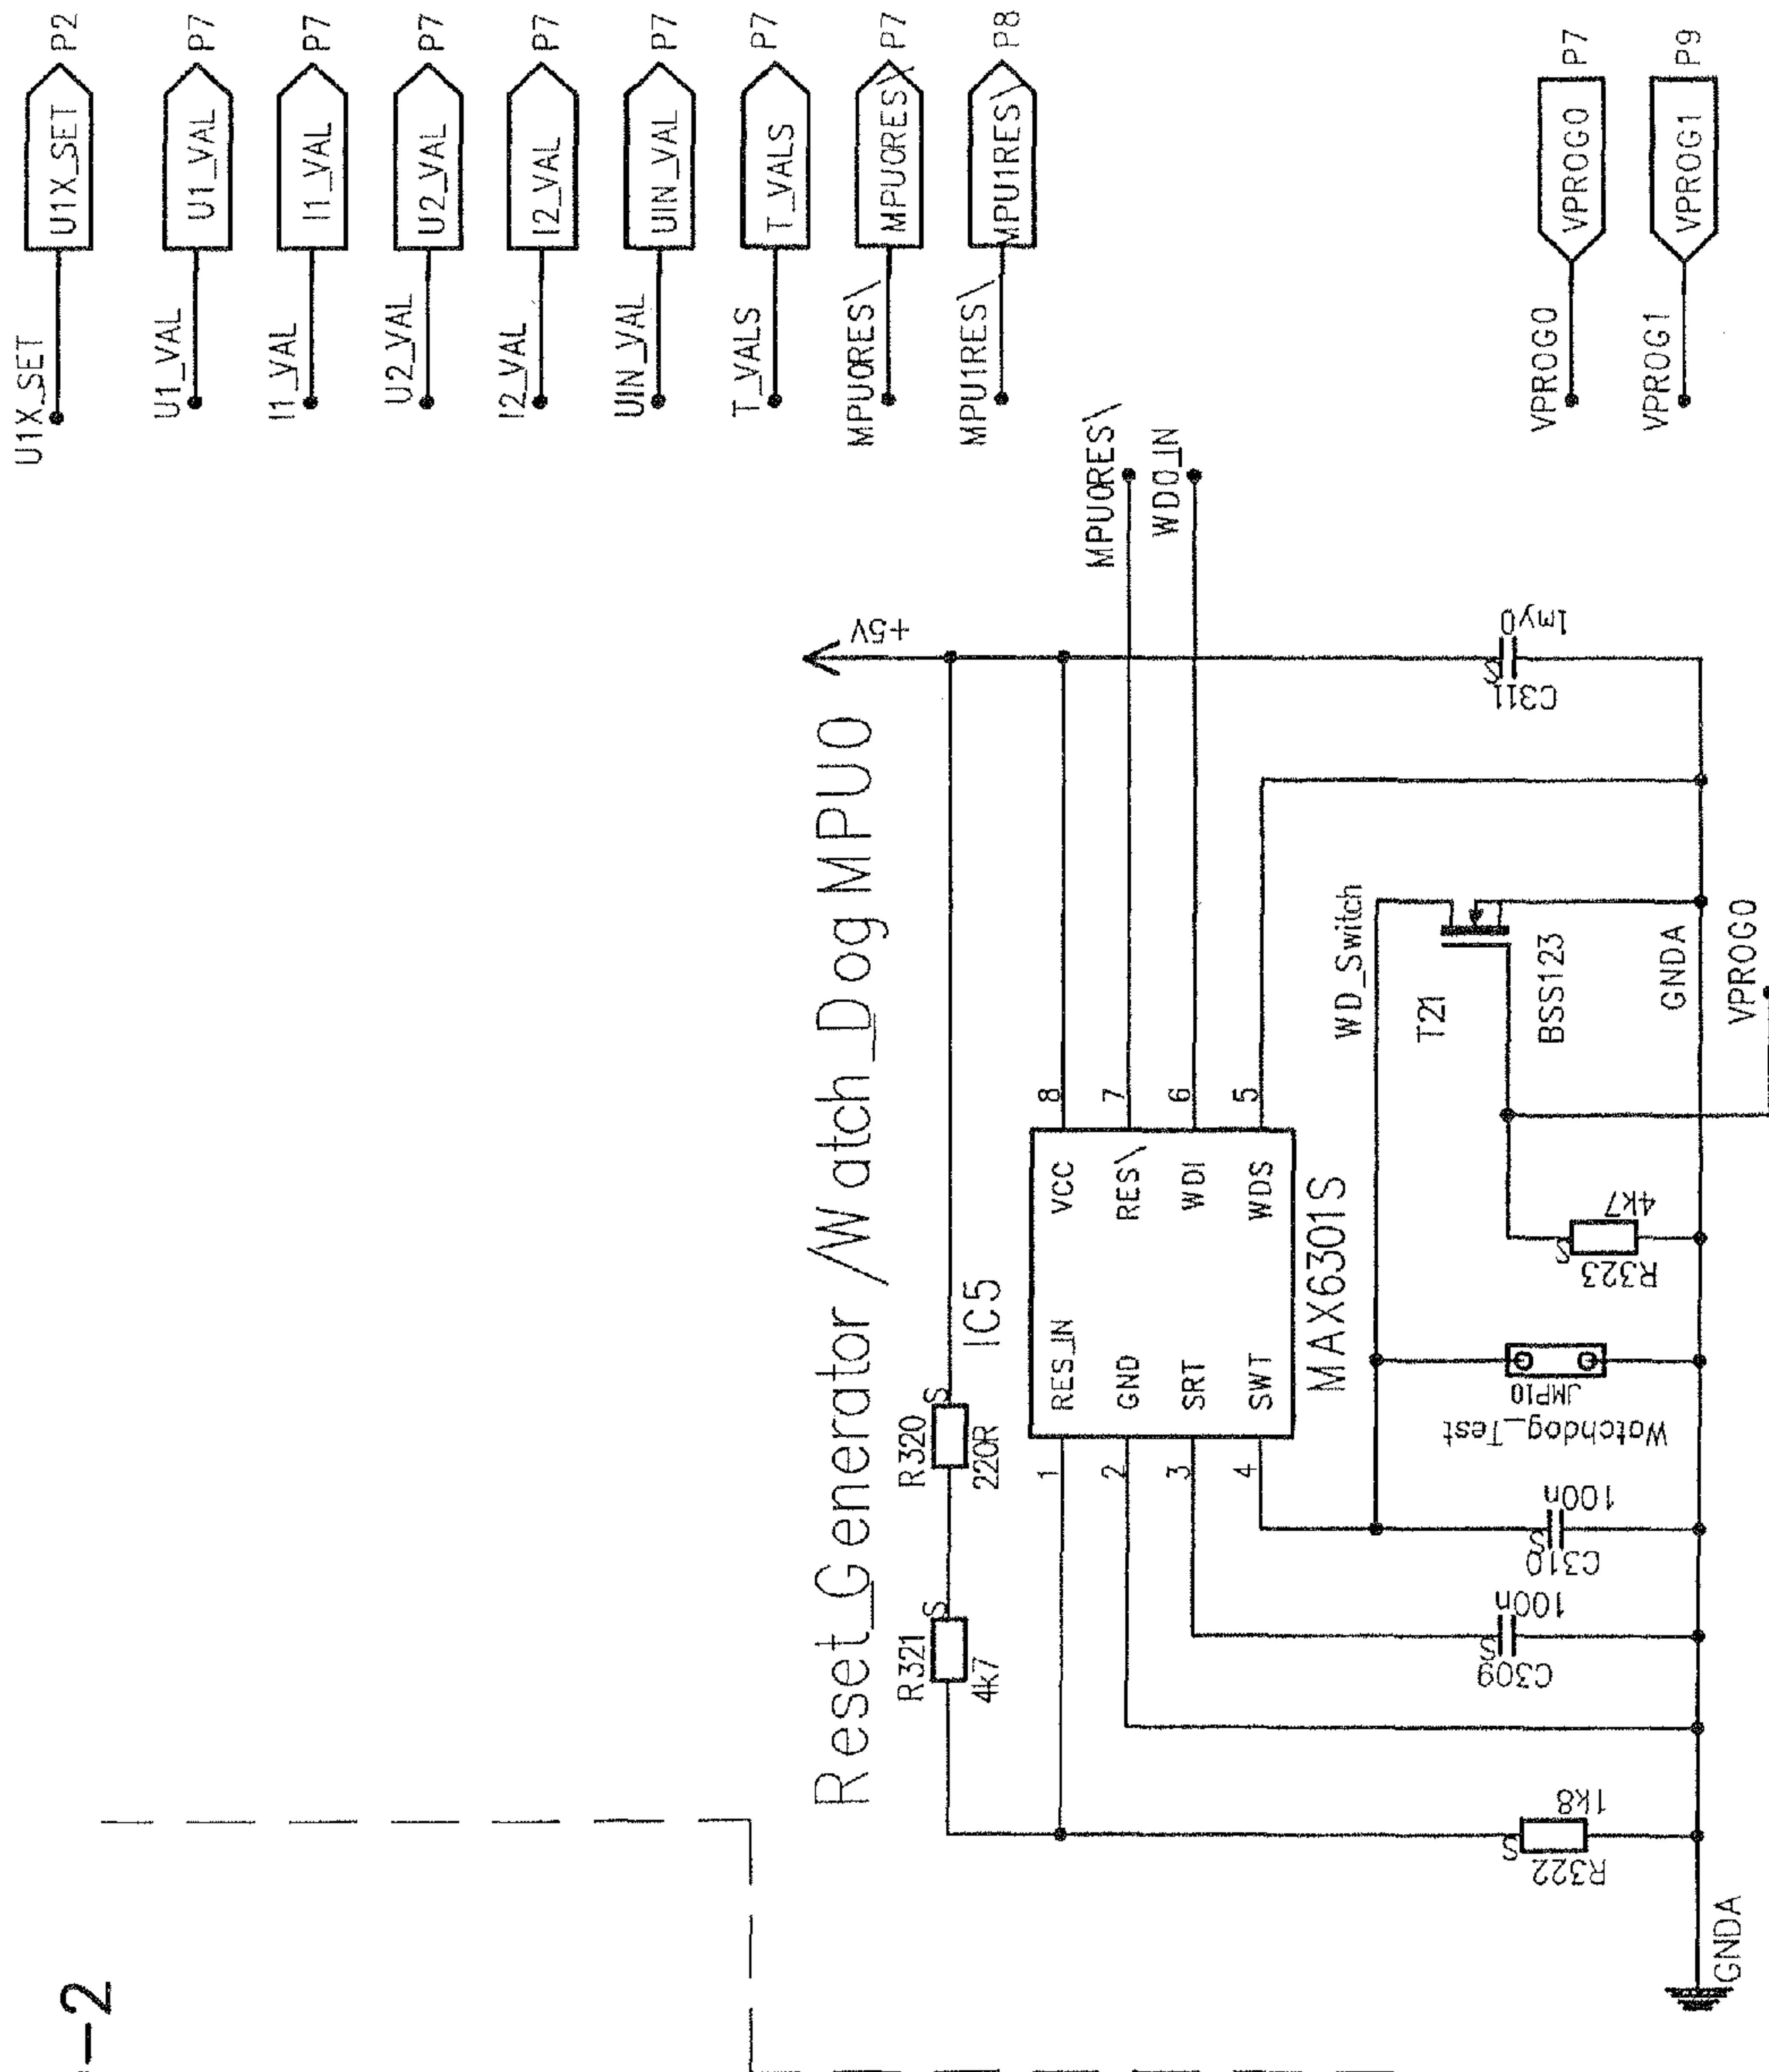 -2
U1X_SET
U1X_SET
P2
U1_VAL
U1_VAL
P7
I1_VAL
I1_VAL
P7
U2_VAL
U2_VAL
P7
I2_VAL
I2_VAL
P7
UIN_VAL
UIN_VAL
P7
T_VALS
T_VALS
P7
MPU0RES\
MPU0RES\
P7
MPU1RES\
MPU1RES\
P8
VPROG0
VPROG0
P7
VPROG1
VPROG1
P9
Reset_Generator /Watch_Dog MPU0
+5V
R321
4k7
S
R320
220R
S
IC5
1
RES_IN
VCC
8
2
GND
RES\
7
MPU0RES\
3
SRT
WDI
6
WD0_IN
4
SWT
WDS
5
MAX6301S
WD_Switch
T21
BSS123
GNDA
VPROG0
R322
1k8
S
C309
100n
S
C310
100n
S
Watchdog_Test
JMP10
R323
4k7
S
C311
1my0
S
GNDA